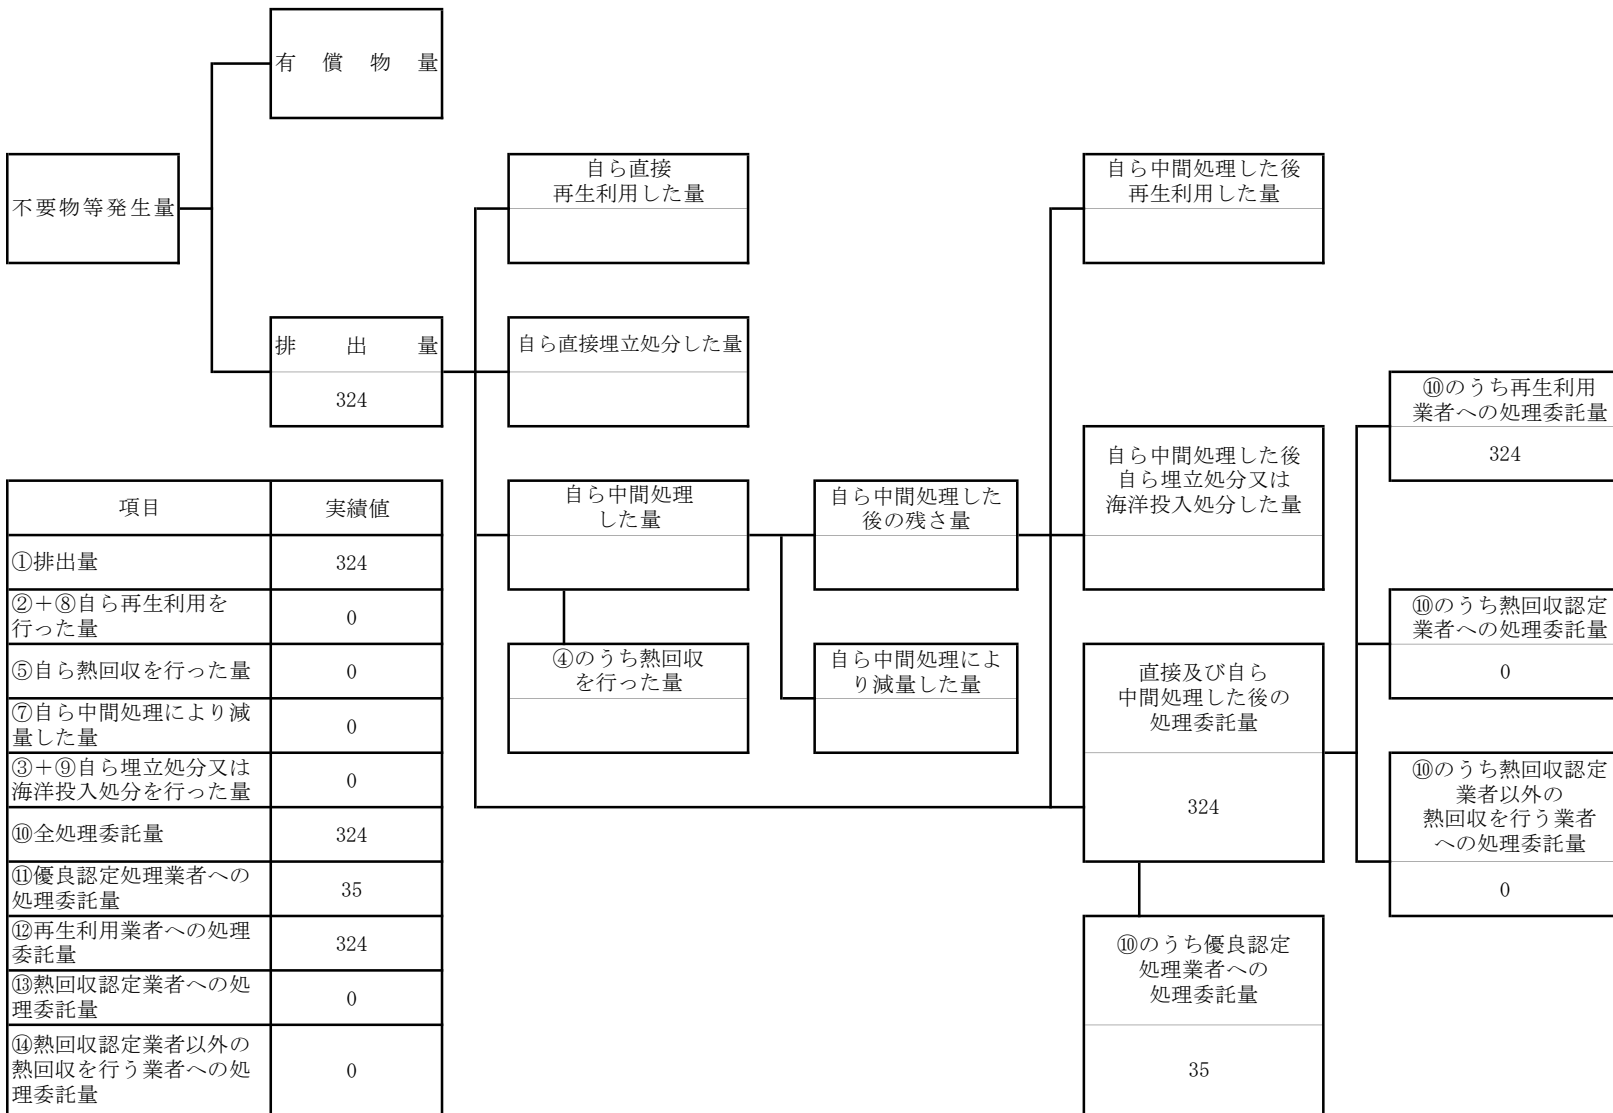 有償物量
不要物等発生量
自ら直接
再生利用した量
自ら中間処理した後
再生利用した量
排出量
324
自ら直接埋立処分した量
⑩のうち再生利用
業者への処理委託量
324
自ら中間処理した後
自ら埋立処分又は
海洋投入処分した量
自ら中間処理
した量
自ら中間処理した
後の残さ量
⑩のうち熱回収認定
業者への処理委託量
0
④のうち熱回収
を行った量
自ら中間処理によ
り減量した量
直接及び自ら
中間処理した後の
処理委託量
324
⑩のうち熱回収認定
業者以外の
熱回収を行う業者
への処理委託量
0
⑩のうち優良認定
処理業者への
処理委託量
35
項目 実績値
①排出量 324
②+⑧自ら再生利用を
行った量 0
⑤自ら熱回収を行った量 0
⑦自ら中間処理により減
量した量 0
③+⑨自ら埋立処分又は
海洋投入処分を行った量 0
⑩全処理委託量 324
⑪優良認定処理業者への
処理委託量 35
⑫再生利用業者への処理
委託量 324
⑬熱回収認定業者への処
理委託量 0
⑭熱回収認定業者以外の
熱回収を行う業者への処
理委託量 0